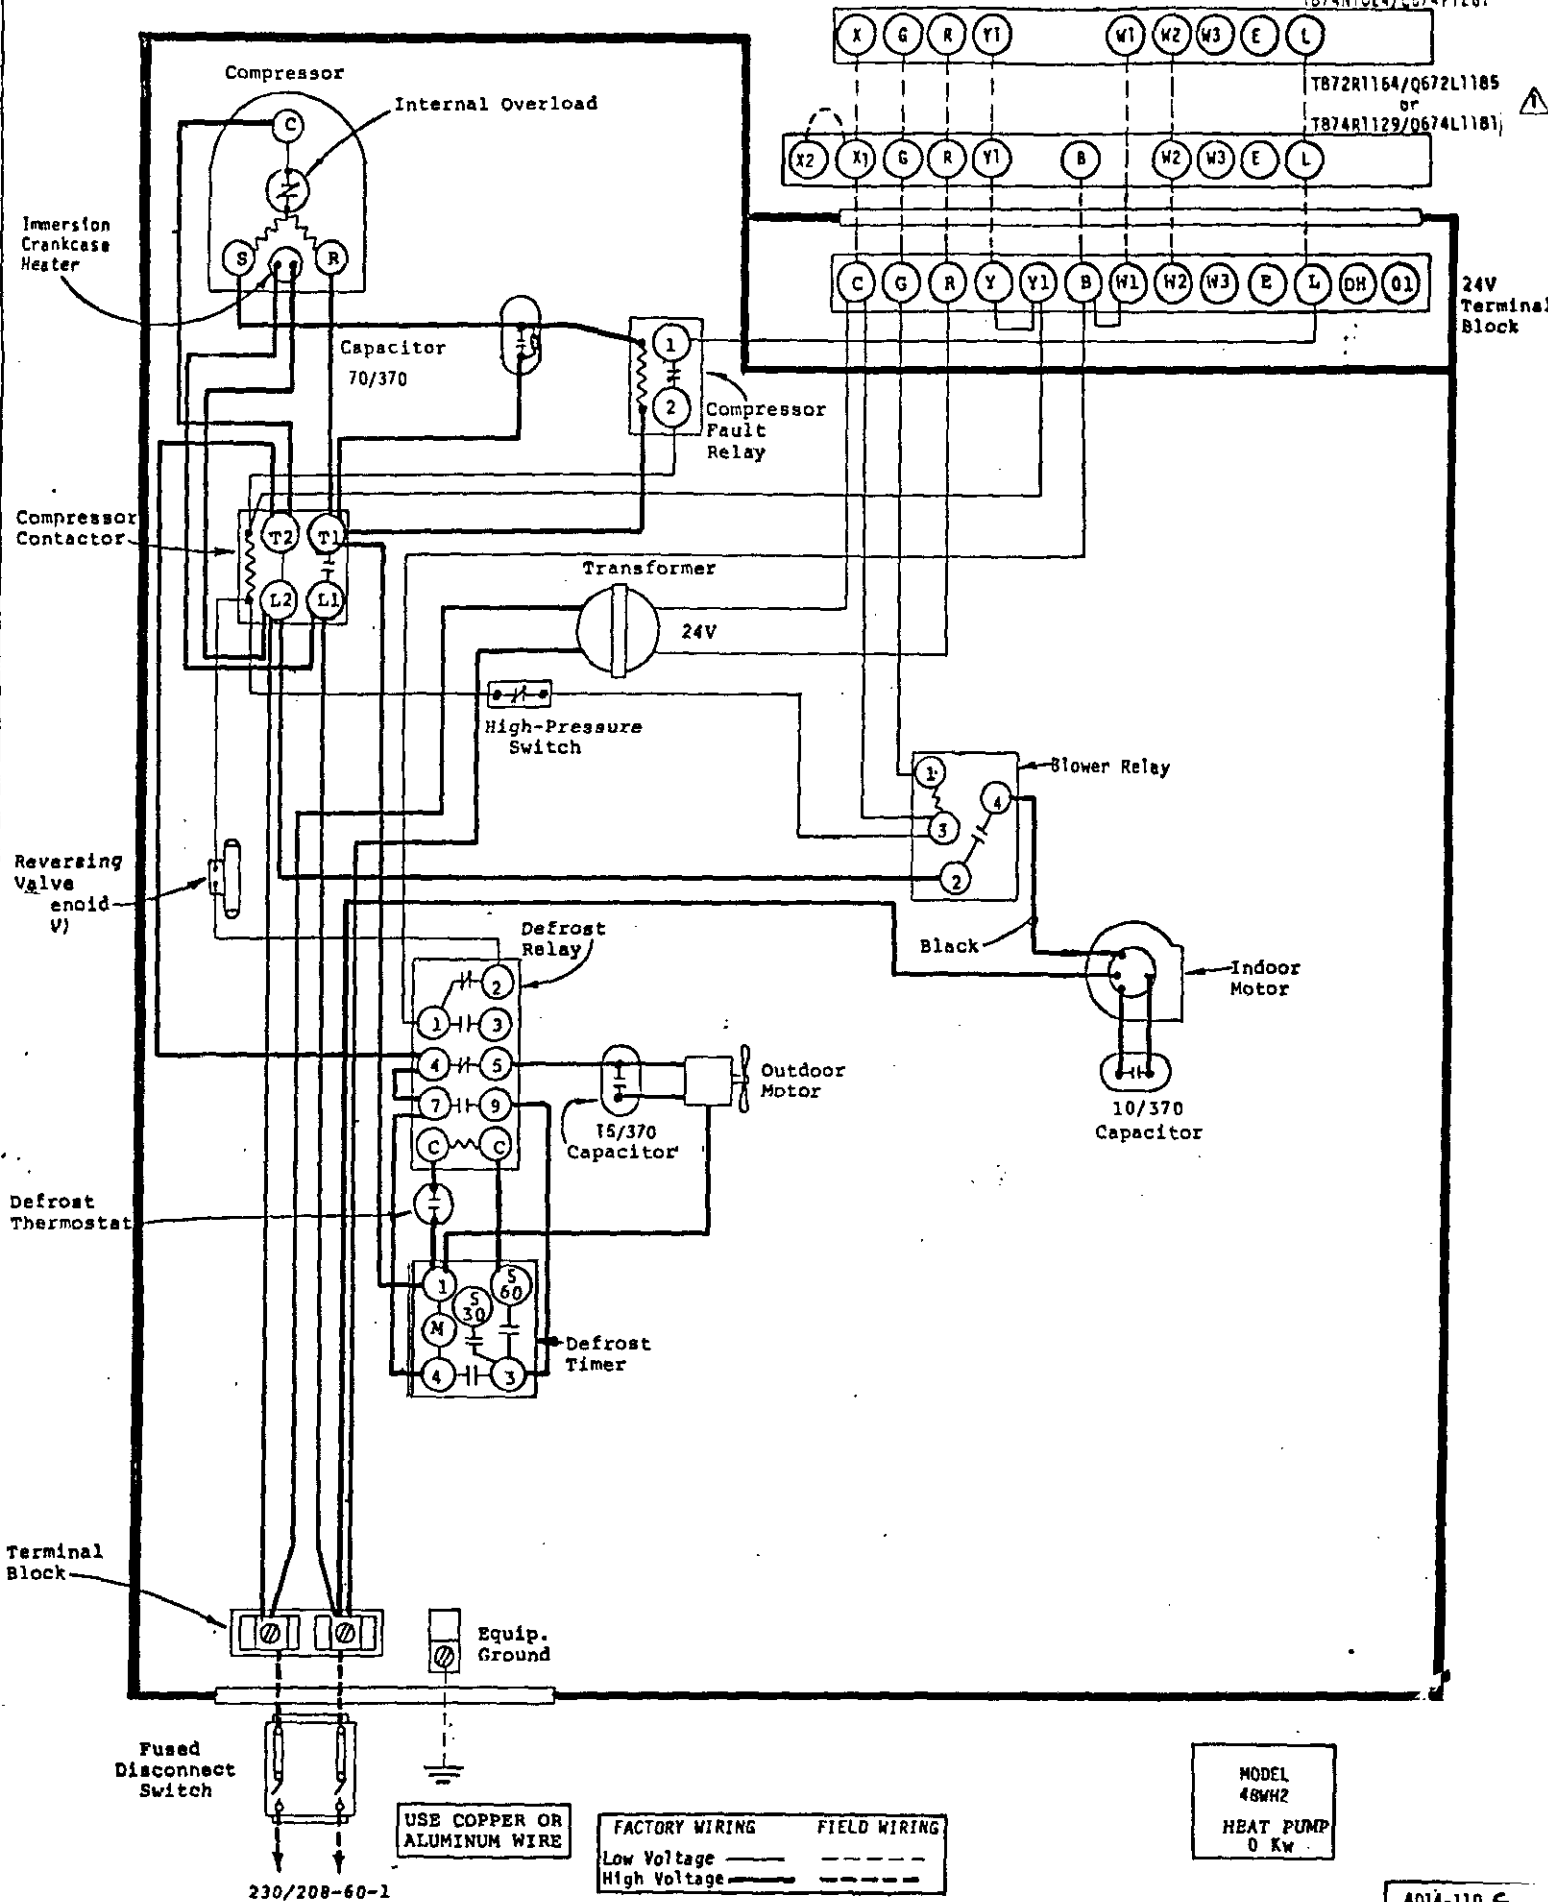 X G R Y1 W1 W2 W3 E L
T872R1164/Q672L1185
or
T874R1129/Q674L1181
1
X2 X1 G R Y1 B W2 W3 E L
C G R Y Y1 B W1 W2 W3 E L DH O1
24V
Terminal
Block
Compressor
Internal Overload
C
S R
Immersion
Crankcase
Heater
Capacitor
70/370
1
2
Compressor
Fault
Relay
Compressor
Contactor
T2 T1
L2 L1
Transformer
24V
High-Pressure
Switch
Blower Relay
1
4
3
2
Reversing
Valve
enoid
V)
Defrost
Relay
Black
Indoor
Motor
2
1 3
4 5
7 9
C C
Outdoor
Motor
15/370
Capacitor
10/370
Capacitor
Defrost
Thermostat
1
S
60
S
30
M
4 3
Defrost
Timer
Terminal
Block
Equip.
Ground
Fused
Disconnect
Switch
USE COPPER OR
ALUMINUM WIRE
FACTORY WIRING FIELD WIRING
Low Voltage
High Voltage
MODEL
48WH2
HEAT PUMP
0 Kw
230/208-60-1